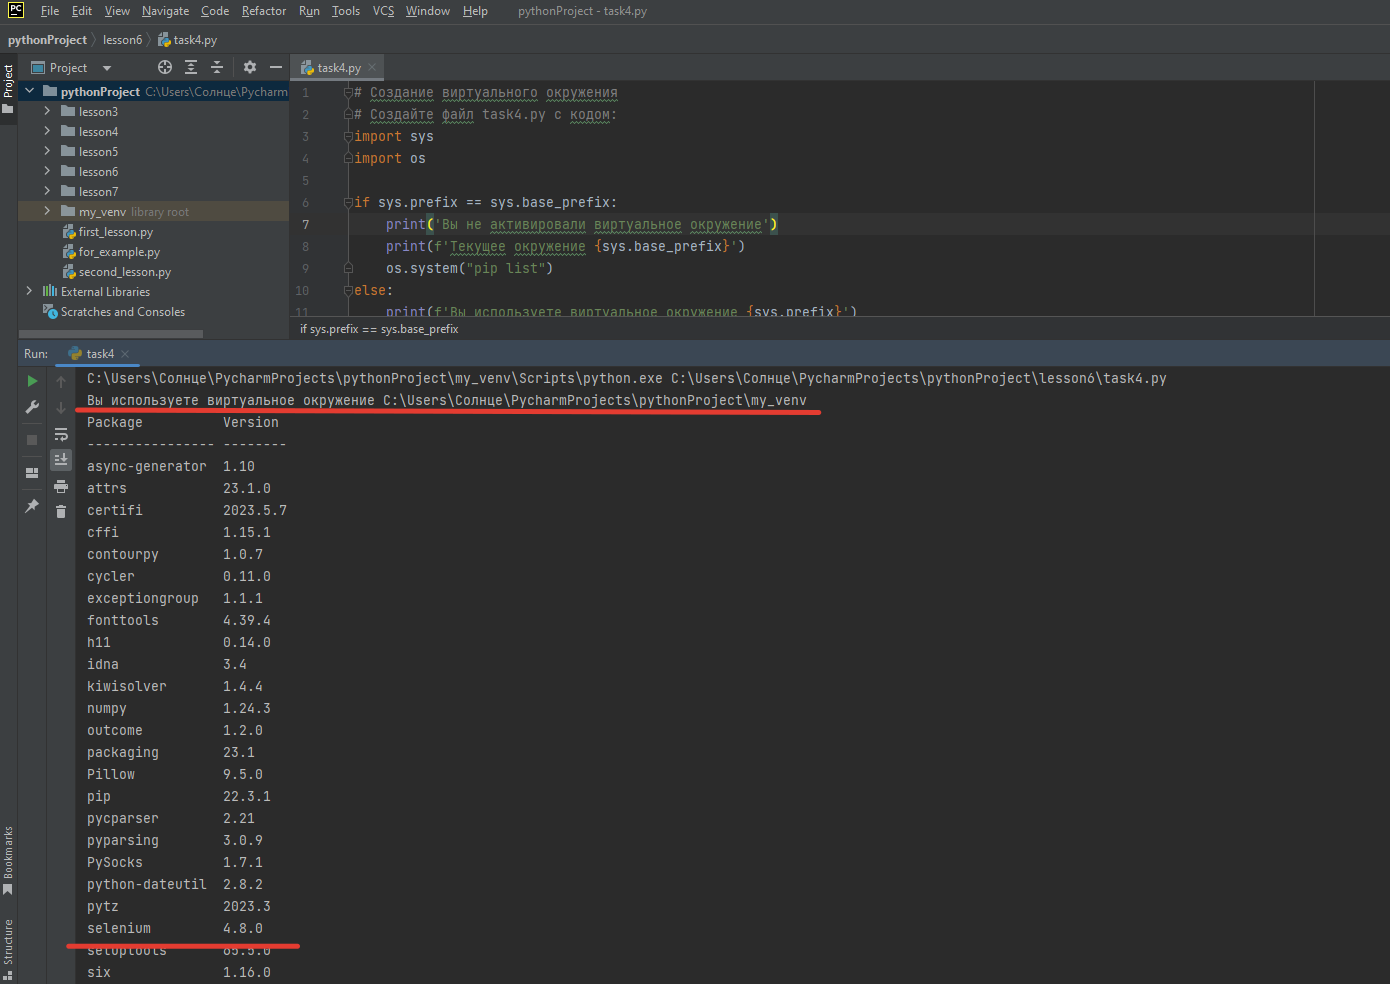 PC File Edit View Navigate Code Refactor Run Tools VCS Window Help pythonProject - task4.py
pythonProject lesson6 task4.py
Project
Project
task4.py
pythonProject C:\Users\Солнце\Pycharm
lesson3
lesson4
lesson5
lesson6
lesson7
my_venv library root
first_lesson.py
for_example.py
second_lesson.py
External Libraries
Scratches and Consoles
1 # Создание виртуального окружения
2 # Создайте файл task4.py с кодом:
3 import sys
4 import os
5
6 if sys.prefix == sys.base_prefix:
7 print('Вы не активировали виртуальное окружение')
8 print(f'Текущее окружение {sys.base_prefix}')
9 os.system("pip list")
10 else:
11 print(f'Вы используете виртуальное окружение {sys.prefix}')
if sys.prefix == sys.base_prefix
Run: task4
C:\Users\Солнце\PycharmProjects\pythonProject\my_venv\Scripts\python.exe C:\Users\Солнце\PycharmProjects\pythonProject\lesson6\task4.py
Вы используете виртуальное окружение C:\Users\Солнце\PycharmProjects\pythonProject\my_venv
Package Version
---------------- --------
async-generator 1.10
attrs 23.1.0
certifi 2023.5.7
cffi 1.15.1
contourpy 1.0.7
cycler 0.11.0
exceptiongroup 1.1.1
fonttools 4.39.4
h11 0.14.0
idna 3.4
kiwisolver 1.4.4
numpy 1.24.3
outcome 1.2.0
packaging 23.1
Pillow 9.5.0
pip 22.3.1
pycparser 2.21
pyparsing 3.0.9
PySocks 1.7.1
python-dateutil 2.8.2
pytz 2023.3
selenium 4.8.0
setuptools 65.5.0
six 1.16.0
Bookmarks
Structure